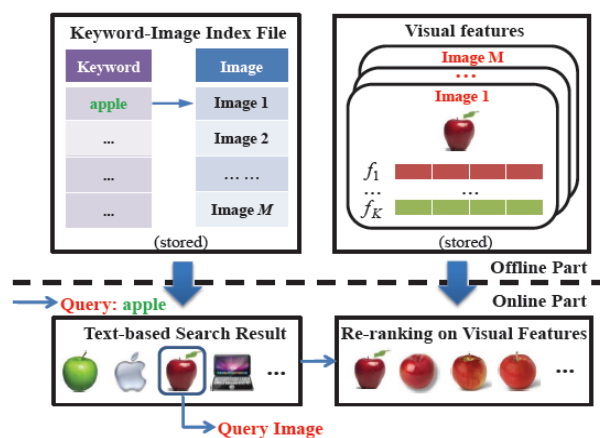 Keyword-Image Index File
Keyword
Image
apple
Image 1
...
Image 2
...
... ...
...
Image M
(stored)
Visual features
Image M
...
Image 1
f1
...
...
fK
(stored)
Offline Part
Online Part
Query: apple
Text-based Search Result
...
Query Image
Re-ranking on Visual Features
...